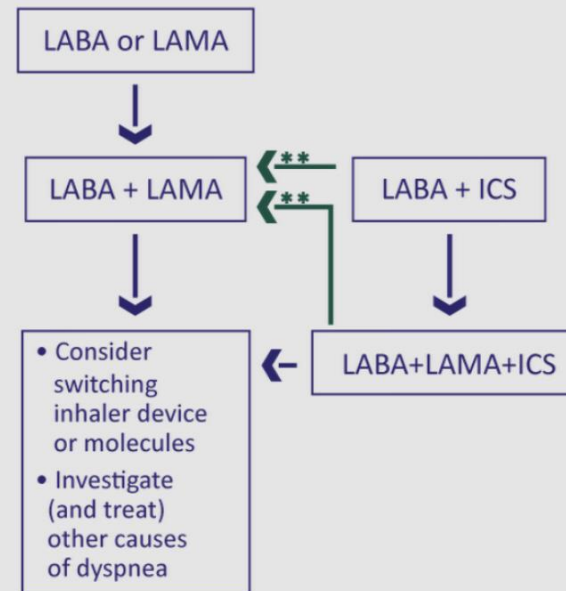 LABA or LAMA
**
LABA + LAMA
LABA + ICS
**
• Consider
switching
inhaler device
or molecules
• Investigate
(and treat)
other causes
of dyspnea
LABA+LAMA+ICS